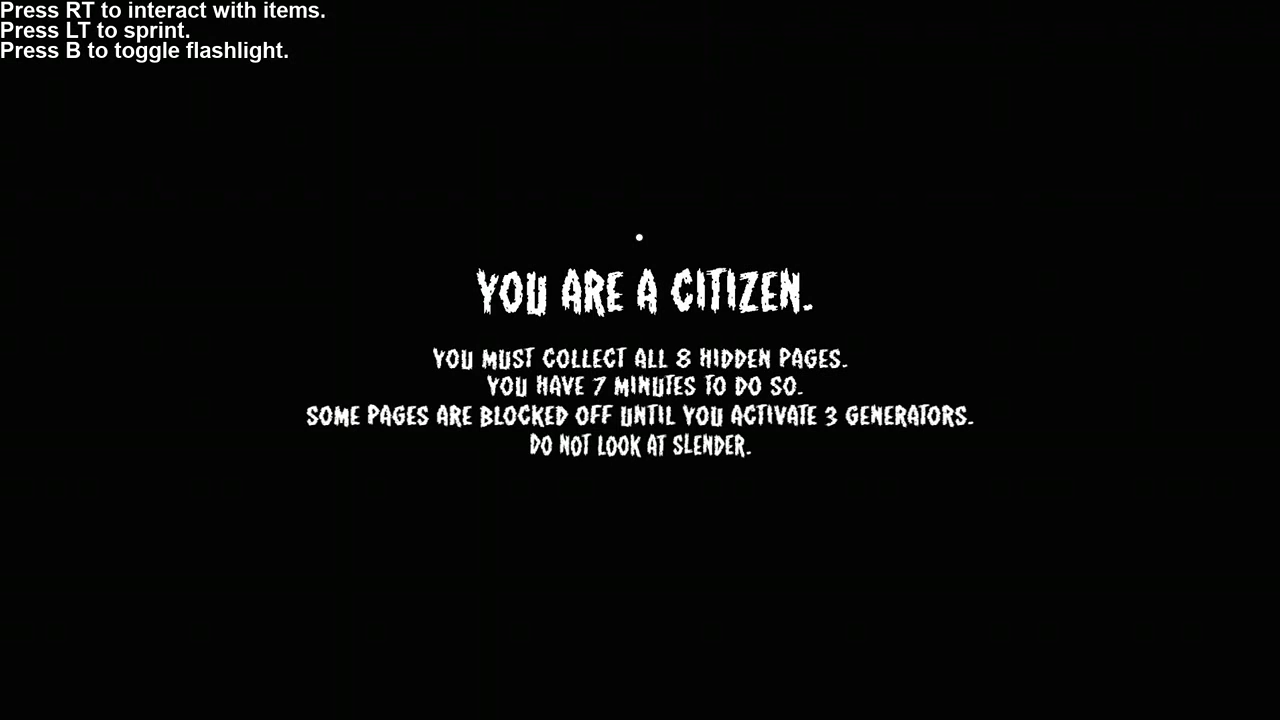 Press RT to interact with items.
Press LT to sprint.
Press B to toggle flashlight.
YOU ARE A CITIZEN.
YOU MUST COLLECT ALL 8 HIDDEN PAGES.
YOU HAVE 7 MINUTES TO DO SO.
SOME PAGES ARE BLOCKED OFF UNTIL YOU ACTIVATE 3 GENERATORS.
DO NOT LOOK AT SLENDER.